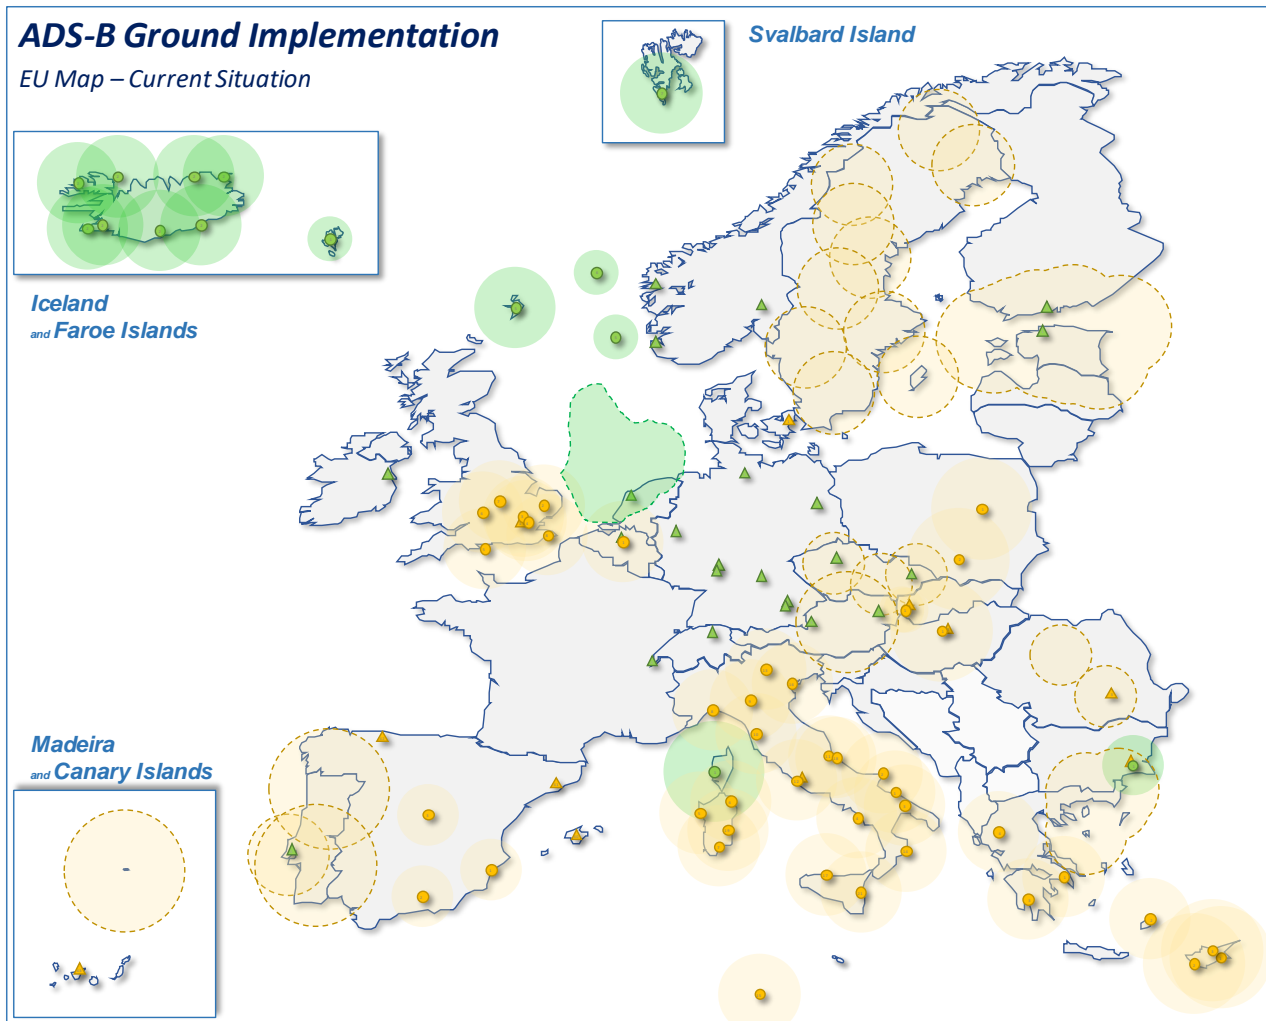 ADS-B Ground Implementation
EU Map – Current Situation
Svalbard Island
Iceland
and Faroe Islands
Madeira
and Canary Islands